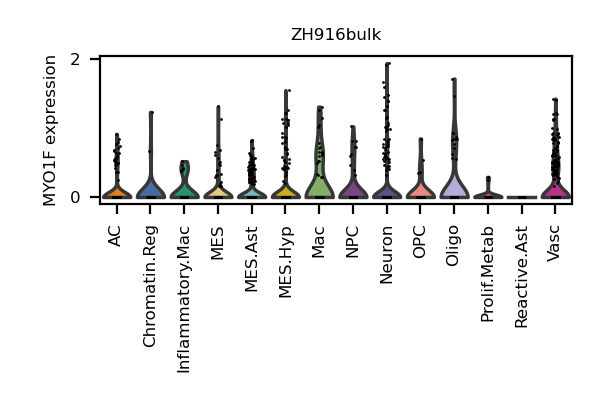 ZH916bulk
MYO1F expression
2
0
AC
Chromatin.Reg
Inflammatory.Mac
MES
MES.Ast
MES.Hyp
Mac
NPC
Neuron
OPC
Oligo
Prolif.Metab
Reactive.Ast
Vasc